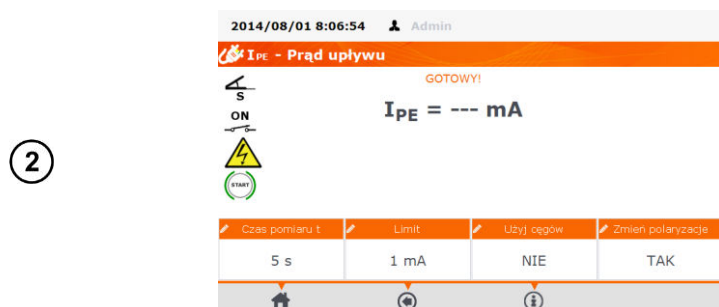 2014/08/01 8:06:54 Admin
IPE - Prąd upływu
GOTOWY!
IPE = --- mA
S
ON
START
2
Czas pomiaru t Limit Użyj cęgów Zmień polaryzacje
5 s 1 mA NIE TAK